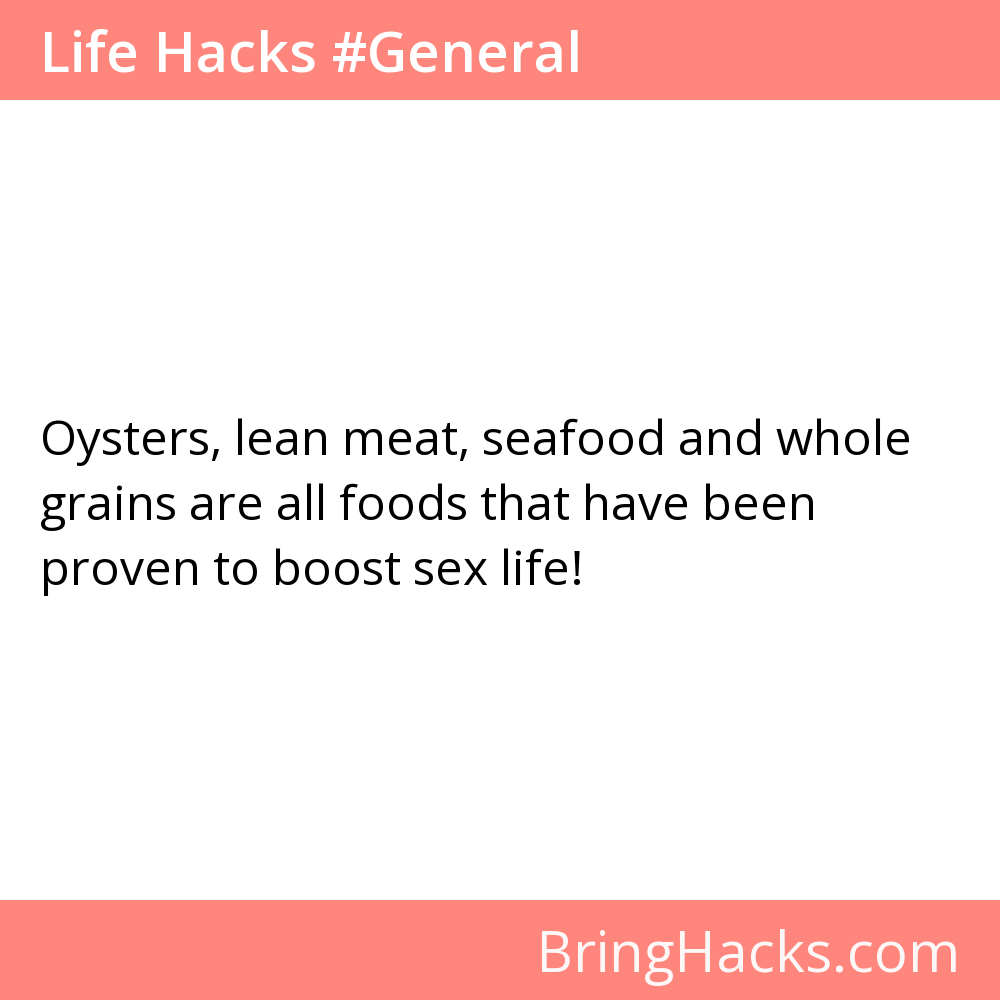 Life Hacks #General
Oysters, lean meat, seafood and whole
grains are all foods that have been
proven to boost sex life!
BringHacks.com